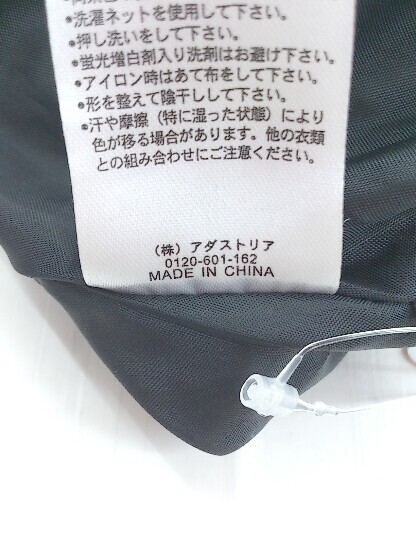 ●洗濯ネットを使用して下さい。
●押し洗いをして下さい。
●蛍光増白剤入り洗剤はお避け下さい。
●アイロン時はあて布をして下さい。
●形を整えて陰干しして下さい。
●汗や摩擦（特に湿った状態）により
色が移る場合があります。他の衣類
との組み合わせにご注意ください。
（株）アダストリア
0120-601-162
MADE IN CHINA